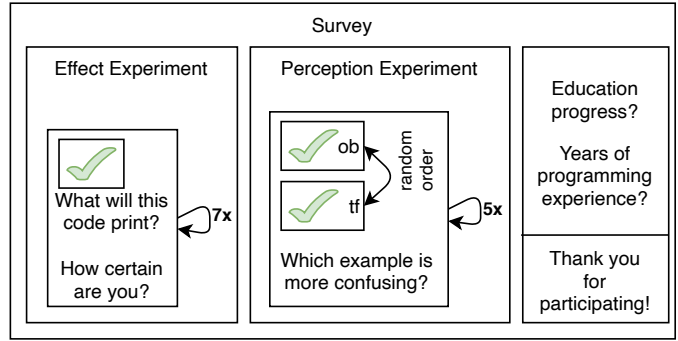 Survey
Effect Experiment
What will this
code print?
How certain
are you?
7x
Perception Experiment
ob
tf
random
order
Which example is
more confusing?
5x
Education
progress?
Years of
programming
experience?
Thank you
for
participating!